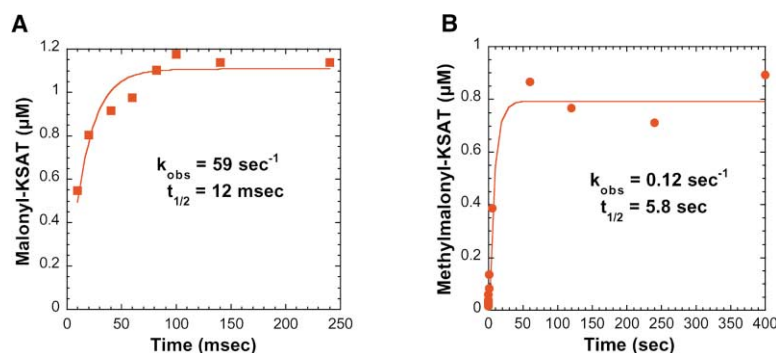 A
Malonyl-KSAT (µM)
1.2
1
0.8
0.6
0.4
0.2
0
k_obs = 59 sec⁻¹
t_1/2 = 12 msec
0 50 100 150 200 250
Time (msec)
B
Methylmalonyl-KSAT (µM)
1
0.8
0.6
0.4
0.2
0
k_obs = 0.12 sec⁻¹
t_1/2 = 5.8 sec
0 50 100 150 200 250 300 350 400
Time (sec)